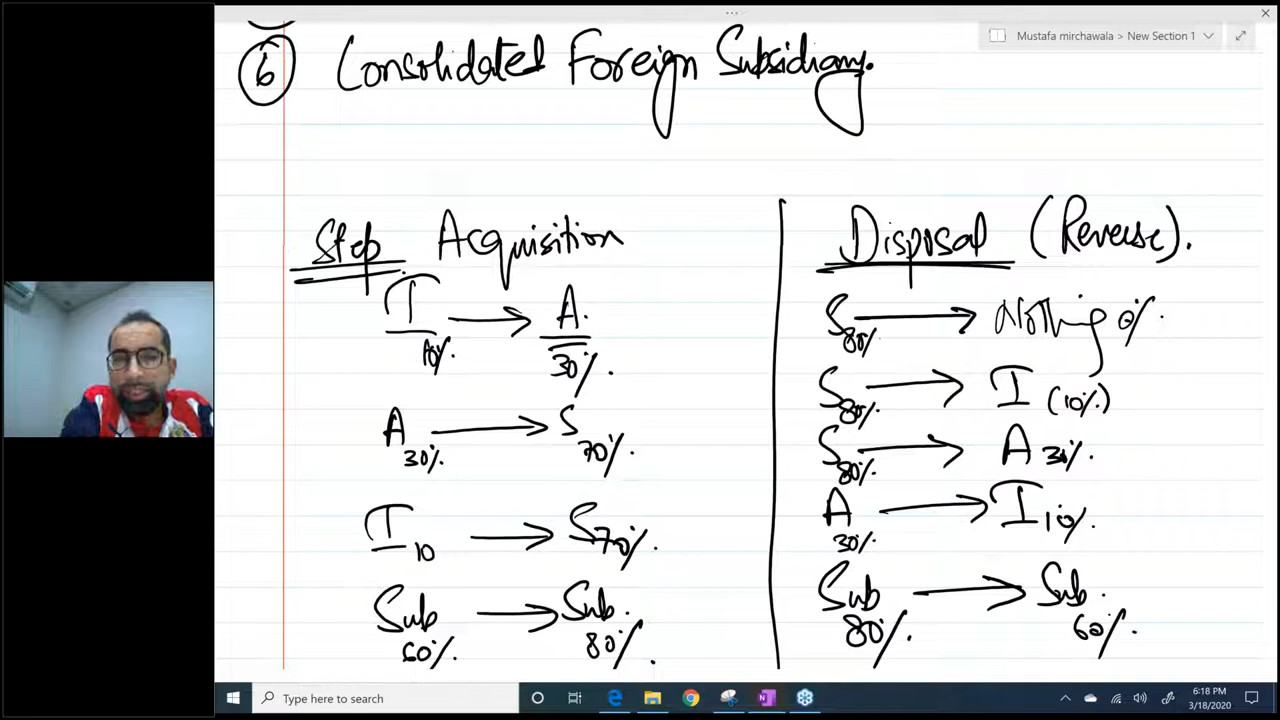 Mustafa mirchawala > New Section 1
6 Consolidated Foreign Subsidiary.
Step Acquisition
I 10% → A. 30%.
A 30% → S 70%.
I 10 → S 70%.
Sub 60%. → Sub. 80%.
Disposal (Reverse).
S 80% → Nothing 0%.
S 80% → I (10%)
S 80% → A 30%.
A 30% → I 10%.
Sub 80%. → Sub. 60%.
Type here to search
6:18 PM
3/18/2020